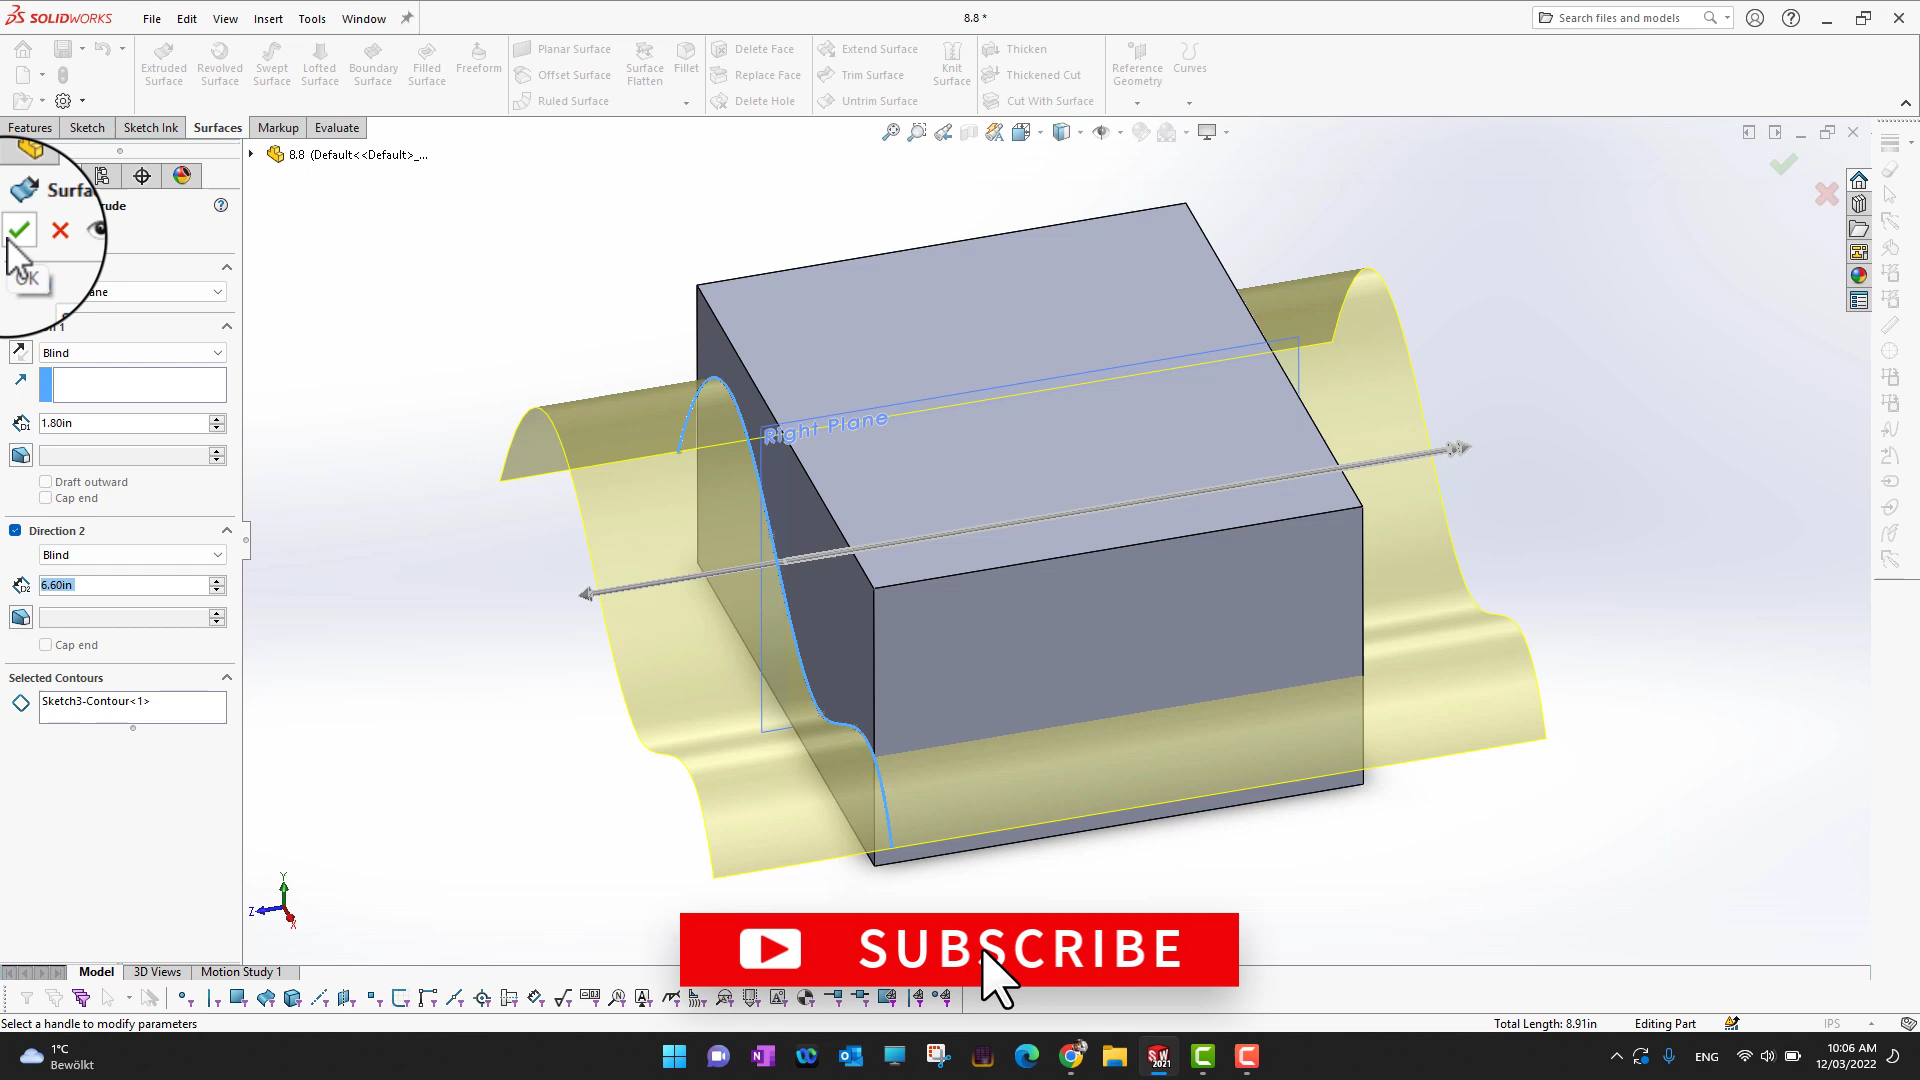 SOLIDWORKS
File Edit View Insert Tools Window
8.8 *
Search files and models
Extruded Surface
Revolved Surface
Swept Surface
Lofted Surface
Boundary Surface
Filled Surface
Freeform
Planar Surface
Offset Surface
Ruled Surface
Surface Flatten
Fillet
Delete Face
Replace Face
Delete Hole
Extend Surface
Trim Surface
Untrim Surface
Knit Surface
Thicken
Thickened Cut
Cut With Surface
Reference Geometry
Curves
Features Sketch Sketch Ink Surfaces Markup Evaluate
8.8 (Default<<Default>_...
Surfa
rude
OK
ane
Blind
1.80in
Draft outward
Cap end
Direction 2
Blind
6.60in
Cap end
Selected Contours
Sketch3-Contour<1>
Right Plane
Y
Z
X
SUBSCRIBE
Model 3D Views Motion Study 1
Select a handle to modify parameters
Total Length: 8.91in
Editing Part
IPS
1°C
Bewölkt
SW
2021
ENG
10:06 AM
12/03/2022